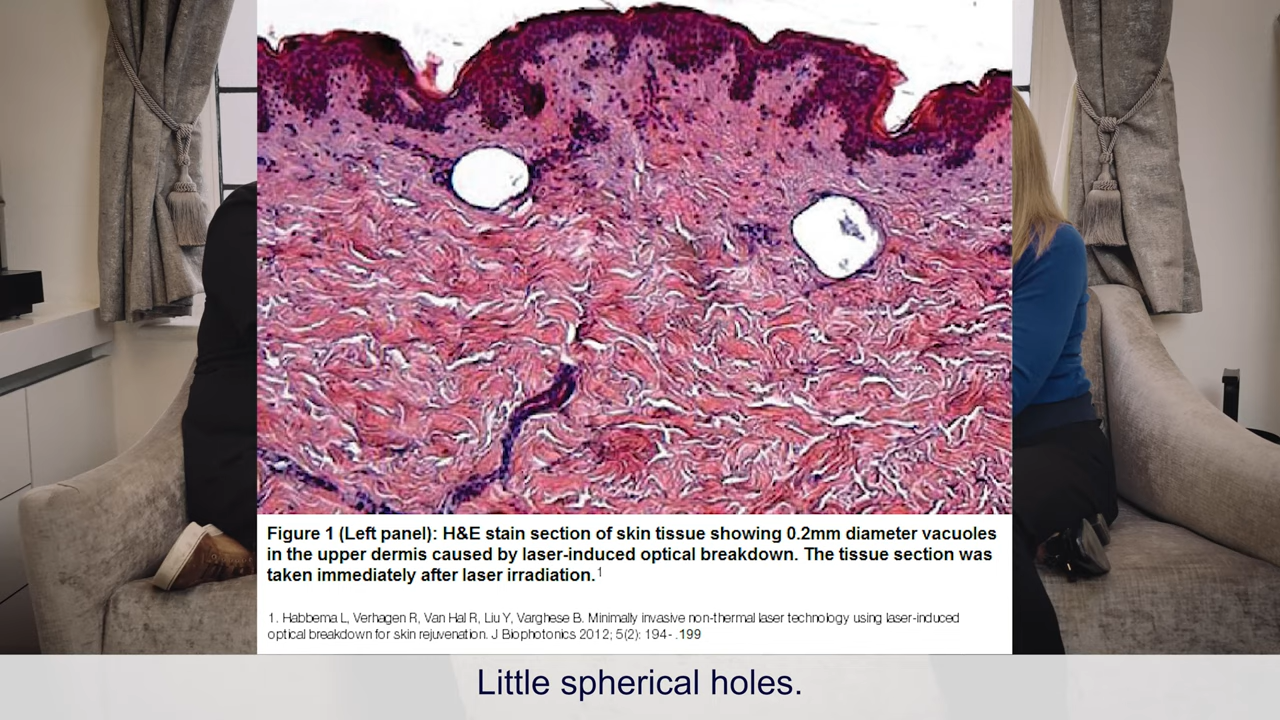 Figure 1 (Left panel): H&E stain section of skin tissue showing 0.2mm diameter vacuoles
in the upper dermis caused by laser-induced optical breakdown. The tissue section was
taken immediately after laser irradiation.1
1. Habbema L, Verhagen R, Van Hal R, Liu Y, Varghese B. Minimally invasive non-thermal laser technology using laser-induced
optical breakdown for skin rejuvenation. J Biophotonics 2012; 5(2): 194- .199
Little spherical holes.